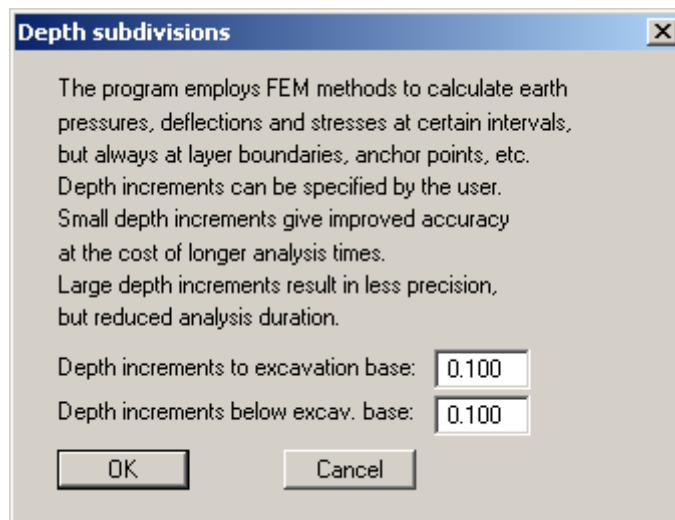 Depth subdivisions
The program employs FEM methods to calculate earth
pressures, deflections and stresses at certain intervals,
but always at layer boundaries, anchor points, etc.
Depth increments can be specified by the user.
Small depth increments give improved accuracy
at the cost of longer analysis times.
Large depth increments result in less precision,
but reduced analysis duration.
Depth increments to excavation base: 0.100
Depth increments below excav. base: 0.100
OK Cancel